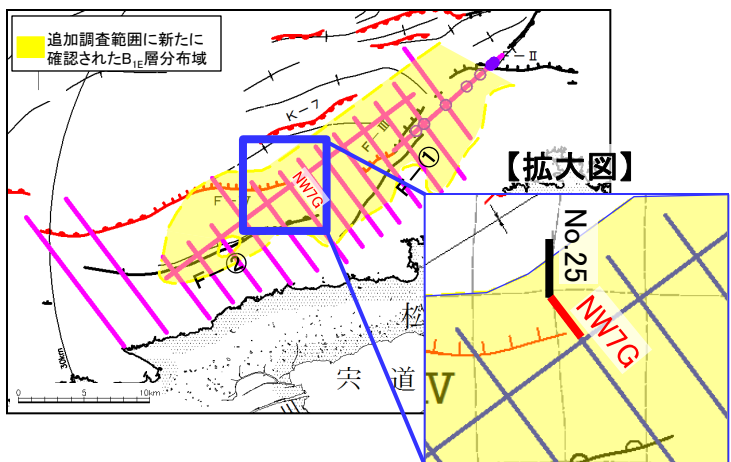 追加調査範囲に新たに
確認されたB1E層分布域
F-Ⅱ
K-7
F-Ⅲ
F-①
NW7G
F-Ⅴ
F-②
30km
0 5 10km
松
宍 道
【拡大図】
No.25
NW7G
Ⅳ